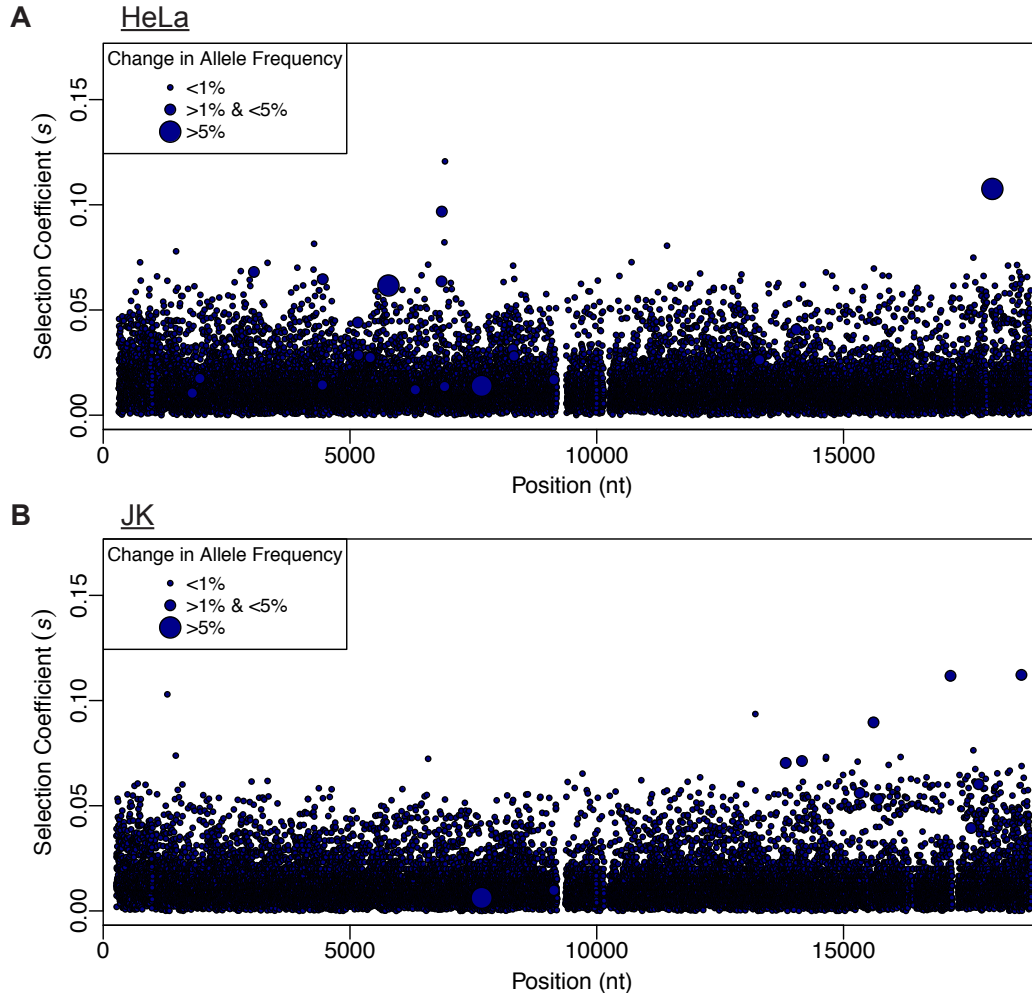 A
HeLa
Change in Allele Frequency
<1%
>1% & <5%
>5%
Selection Coefficient (s)
0.15
0.10
0.05
0.00
0
5000
10000
15000
Position (nt)
B
JK
Change in Allele Frequency
<1%
>1% & <5%
>5%
Selection Coefficient (s)
0.15
0.10
0.05
0.00
0
5000
10000
15000
Position (nt)